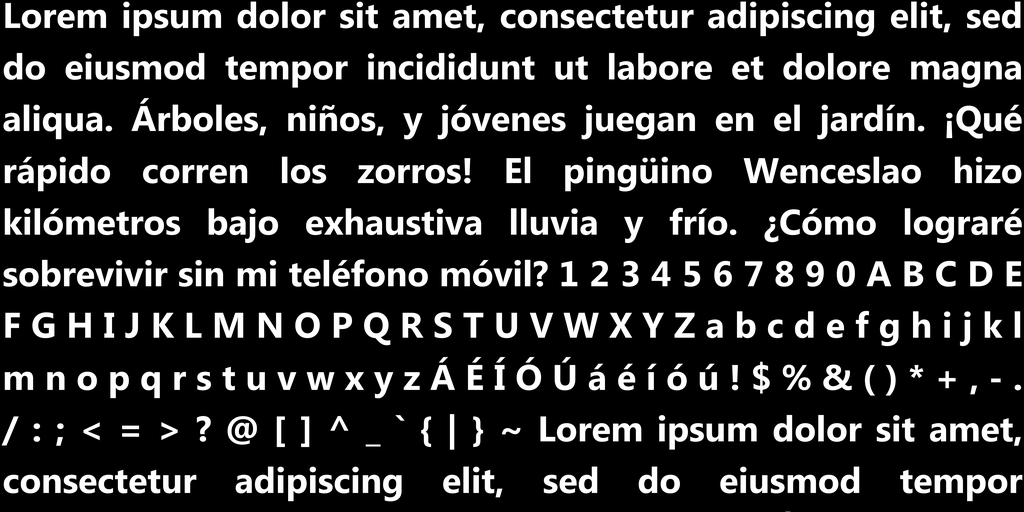 Lorem ipsum dolor sit amet, consectetur adipiscing elit, sed
do eiusmod tempor incididunt ut labore et dolore magna
aliqua. Árboles, niños, y jóvenes juegan en el jardín. ¡Qué
rápido corren los zorros! El pingüino Wenceslao hizo
kilómetros bajo exhaustiva lluvia y frío. ¿Cómo lograré
sobrevivir sin mi teléfono móvil? 1 2 3 4 5 6 7 8 9 0 A B C D E
F G H I J K L M N O P Q R S T U V W X Y Z a b c d e f g h i j k l
m n o p q r s t u v w x y z Á É Í Ó Ú á é í ó ú ! $ % & ( ) * + , - .
/ : ; < = > ? @ [ ] ^ _ ` { | } ~ Lorem ipsum dolor sit amet,
consectetur adipiscing elit, sed do eiusmod tempor